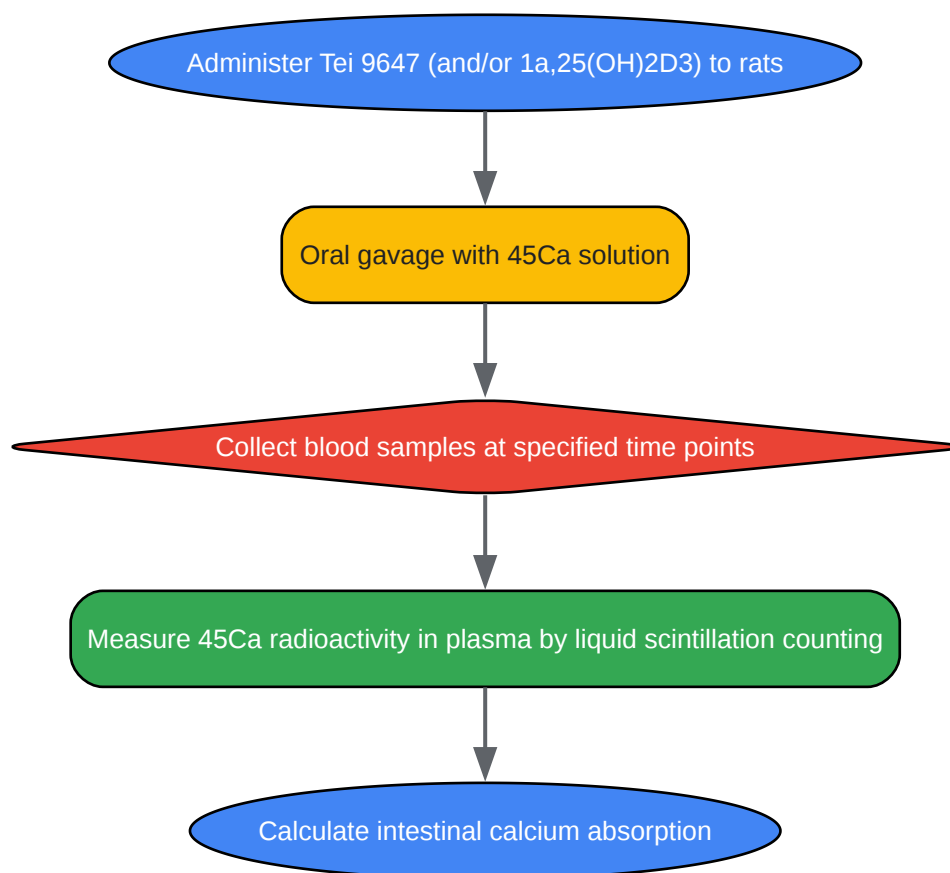 Administer Tei 9647 (and/or 1a,25(OH)2D3) to rats
Oral gavage with 45Ca solution
Collect blood samples at specified time points
Measure 45Ca radioactivity in plasma by liquid scintillation counting
Calculate intestinal calcium absorption